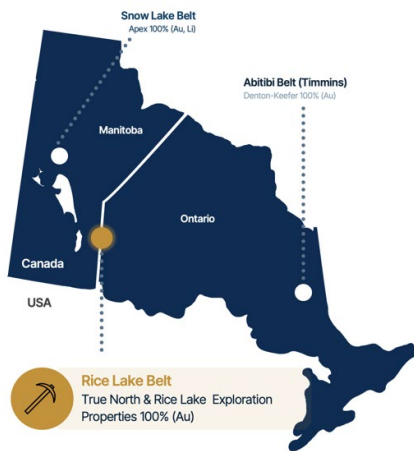 Snow Lake Belt
Apex 100% (Au, Li)
Abitibi Belt (Timmins)
Denton-Keefer 100% (Au)
Manitoba
Ontario
Canada
USA
Rice Lake Belt
True North & Rice Lake Exploration
Properties 100% (Au)